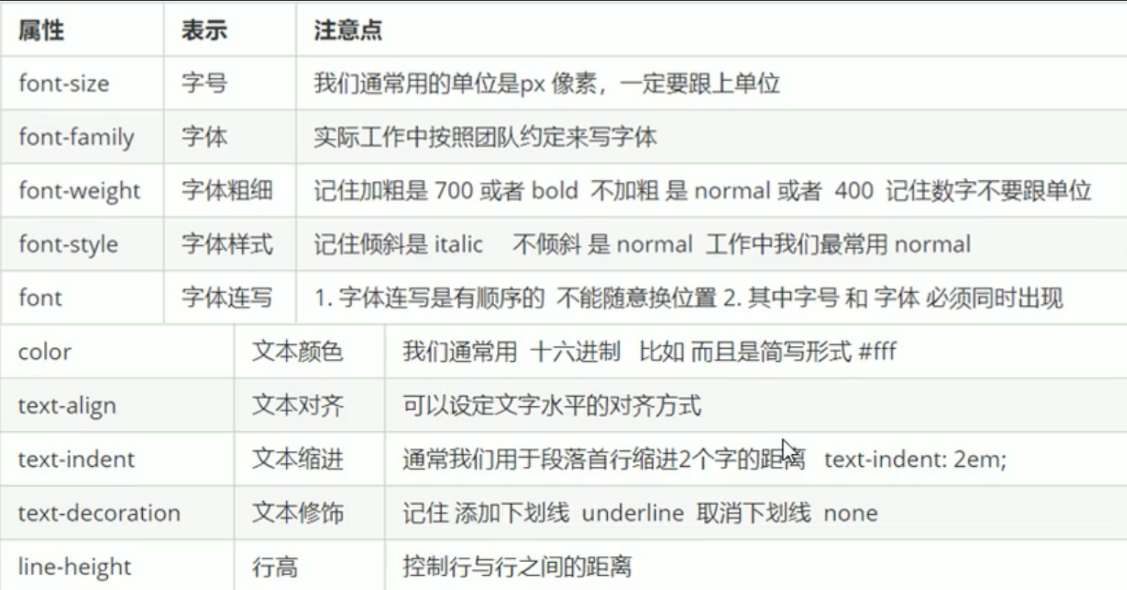 属性 表示 注意点
font-size 字号 我们通常用的单位是px 像素，一定要跟上单位
font-family 字体 实际工作中按照团队约定来写字体
font-weight 字体粗细 记住加粗是 700 或者 bold 不加粗 是 normal 或者 400 记住数字不要跟单位
font-style 字体样式 记住倾斜是 italic 不倾斜 是 normal 工作中我们最常用 normal
font 字体连写 1. 字体连写是有顺序的 不能随意换位置 2. 其中字号 和 字体 必须同时出现
color 文本颜色 我们通常用 十六进制 比如 而且是简写形式 #fff
text-align 文本对齐 可以设定文字水平的对齐方式
text-indent 文本缩进 通常我们用于段落首行缩进2个字的距离 text-indent: 2em;
text-decoration 文本修饰 记住 添加下划线 underline 取消下划线 none
line-height 行高 控制行与行之间的距离